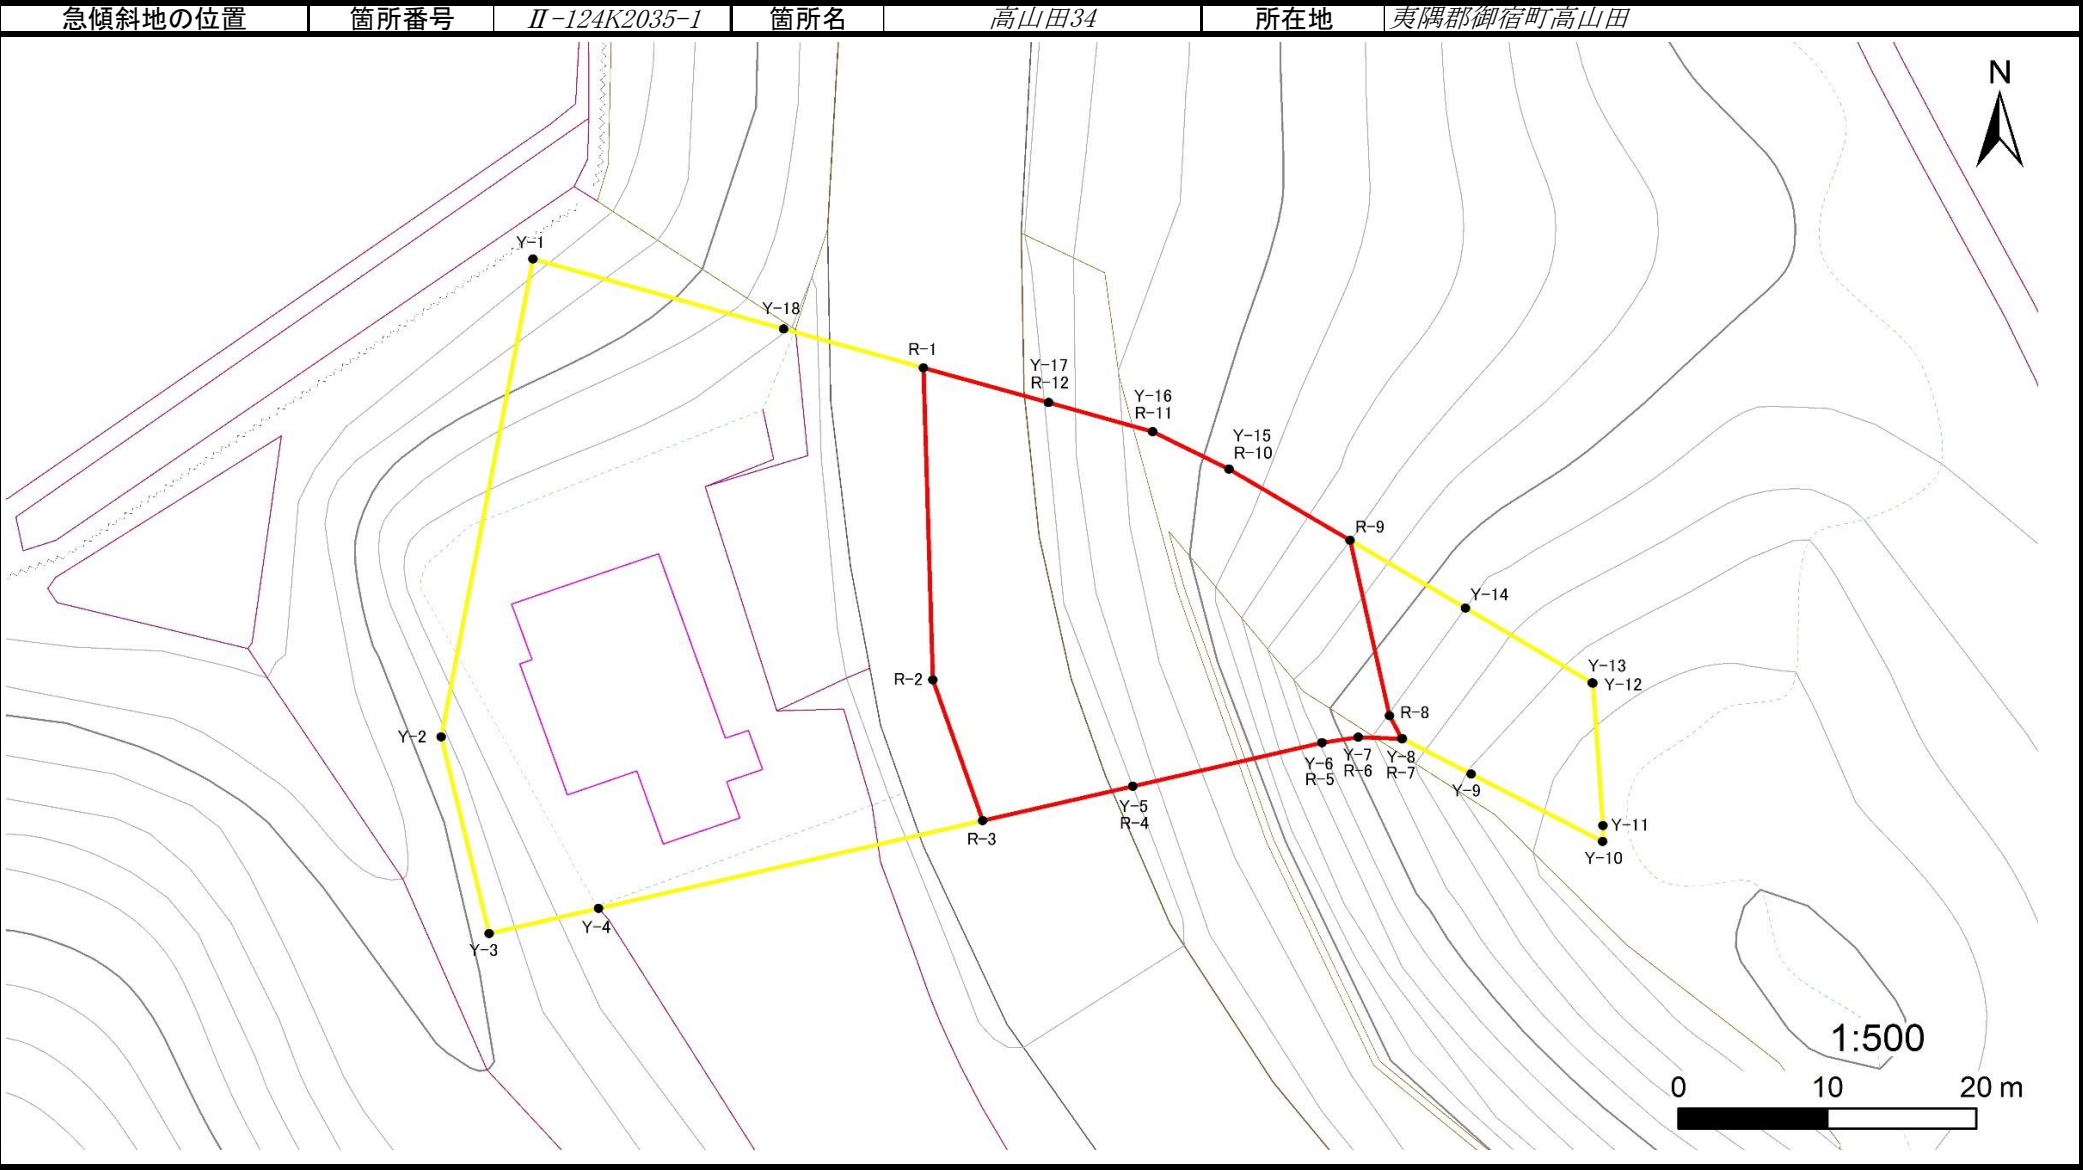 急傾斜地の位置 箇所番号 Ⅱ-124K2035-1 箇所名 高山田34 所在地 夷隅郡御宿町高山田
N
Y-1
Y-18
R-1
Y-17
R-12
Y-16
R-11
Y-15
R-10
R-9
Y-14
Y-13
Y-12
R-2
R-8
Y-2
Y-6
R-5
Y-7
R-6
Y-8
R-7
Y-9
Y-5
R-4
Y-11
R-3
Y-10
Y-4
Y-3
1:500
0 10 20 m